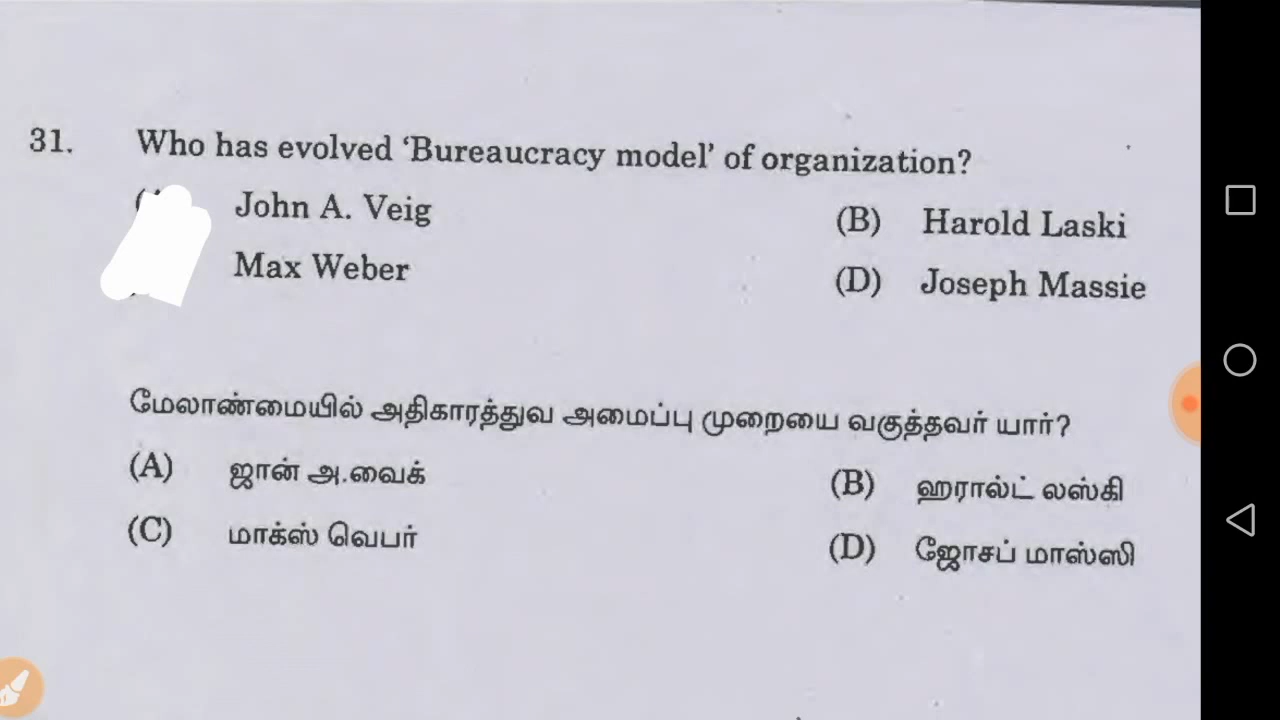 31. Who has evolved ‘Bureaucracy model’ of organization?
John A. Veig (B) Harold Laski
Max Weber (D) Joseph Massie
மேலாண்மையில் அதிகாரத்துவ அமைப்பு முறையை வகுத்தவர் யார்?
(A) ஜான் அ.வைக் (B) ஹரால்ட் லஸ்கி
(C) மாக்ஸ் வெபர் (D) ஜோசப் மாஸ்ஸி